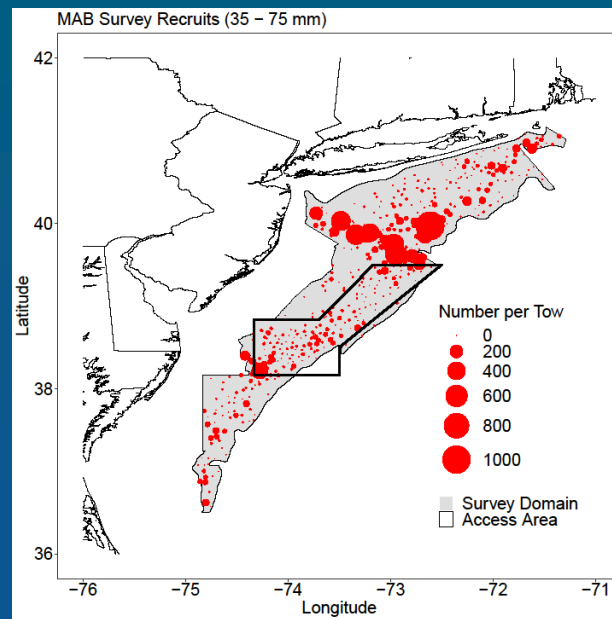 MAB Survey Recruits (35 − 75 mm)
42
40
38
36
Latitude
Number per Tow
0
200
400
600
800
1000
Survey Domain
Access Area
−76
−75
−74
−73
−72
−71
Longitude